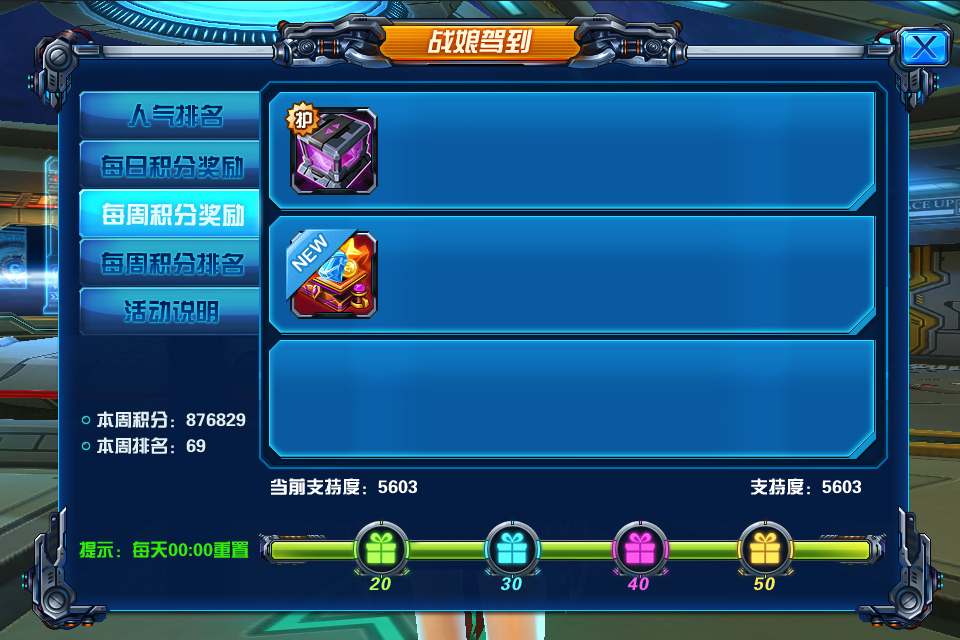 战娘驾到
X
人气排名
每日积分奖励
每周积分奖励
每周积分排名
活动说明
护
NEW
ACE UP
本周积分：876829
本周排名：69
当前支持度：5603
支持度：5603
提示：每天00:00重置
20
30
40
50